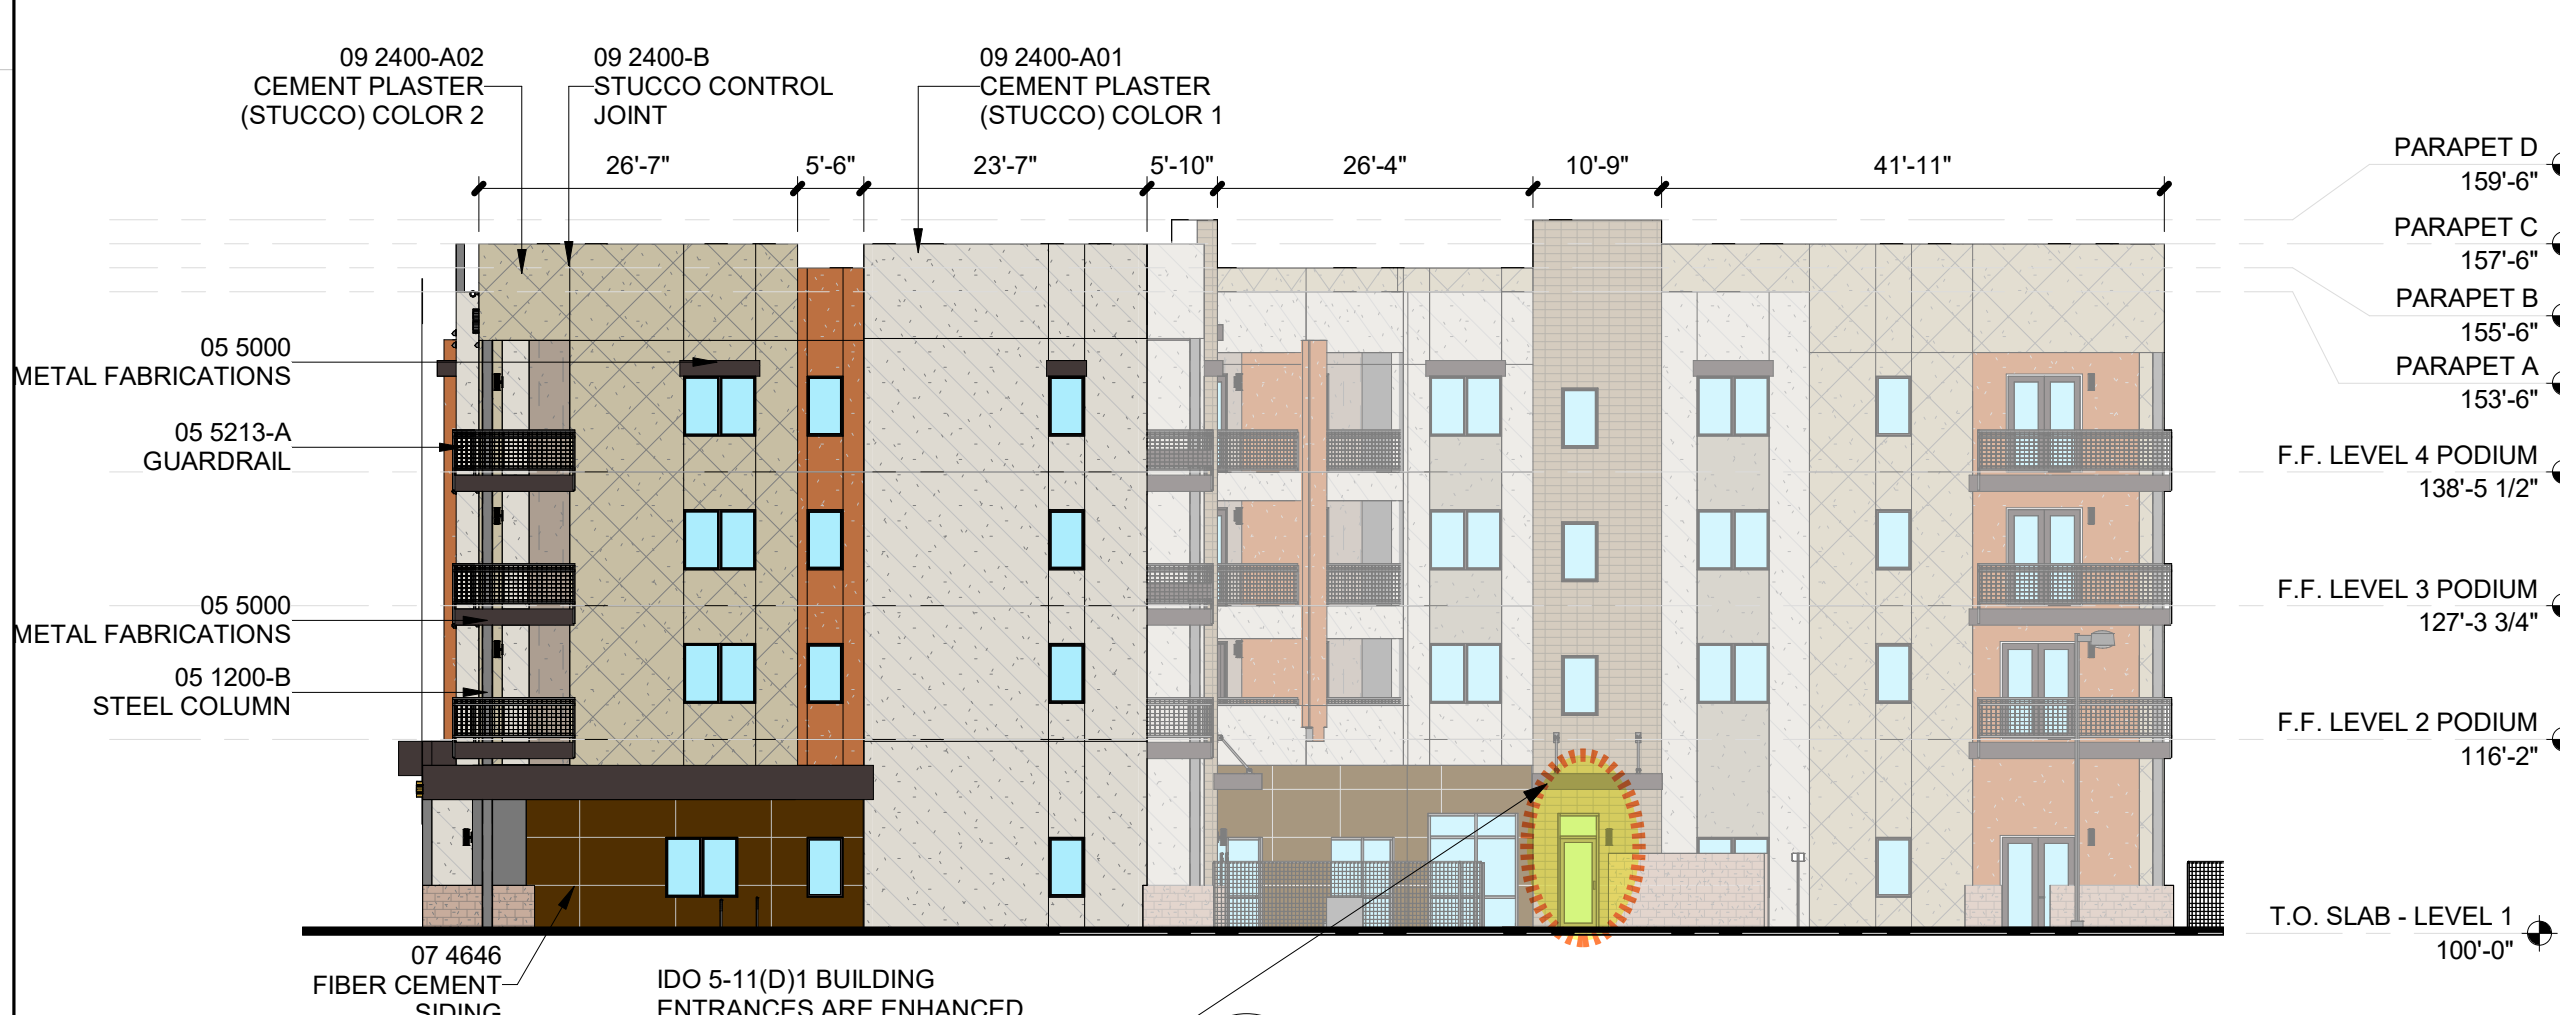 09 2400-A02
CEMENT PLASTER
(STUCCO) COLOR 2
09 2400-B
STUCCO CONTROL
JOINT
09 2400-A01
CEMENT PLASTER
(STUCCO) COLOR 1
26'-7"
5'-6"
23'-7"
5'-10"
26'-4"
10'-9"
41'-11"
PARAPET D
159'-6"
PARAPET C
157'-6"
PARAPET B
155'-6"
PARAPET A
153'-6"
F.F. LEVEL 4 PODIUM
138'-5 1/2"
F.F. LEVEL 3 PODIUM
127'-3 3/4"
F.F. LEVEL 2 PODIUM
116'-2"
T.O. SLAB - LEVEL 1
100'-0"
05 5000
METAL FABRICATIONS
05 5213-A
GUARDRAIL
05 5000
METAL FABRICATIONS
05 1200-B
STEEL COLUMN
07 4646
FIBER CEMENT
SIDING
IDO 5-11(D)1 BUILDING
ENTRANCES ARE ENHANCED